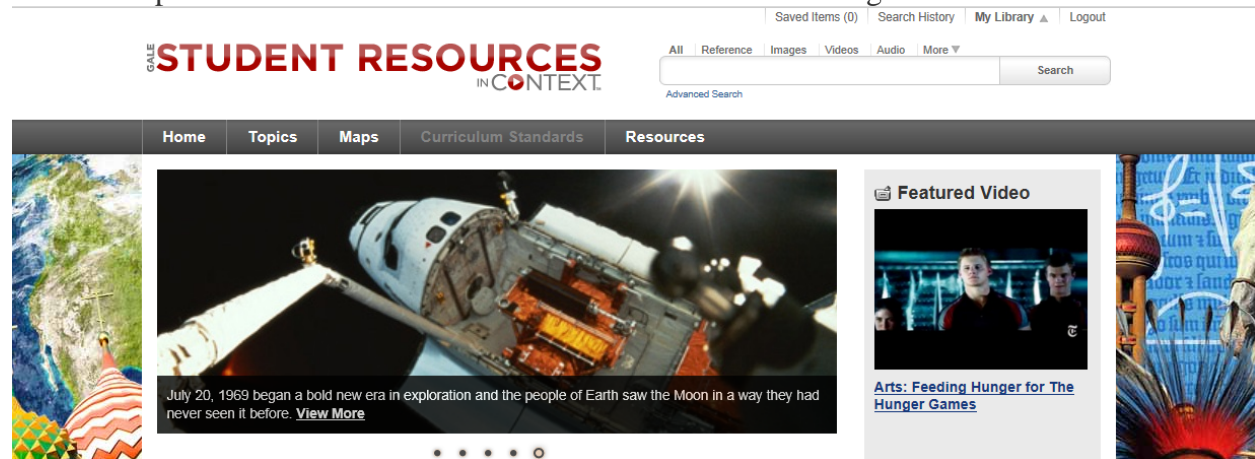 Saved Items (0) Search History My Library ▲ Logout
GALE STUDENT RESOURCES
IN CONTEXT
All Reference Images Videos Audio More ▼
Search
Advanced Search
Home Topics Maps Curriculum Standards Resources
Featured Video
July 20, 1969 began a bold new era in exploration and the people of Earth saw the Moon in a way they had
never seen it before. View More
Arts: Feeding Hunger for The
Hunger Games